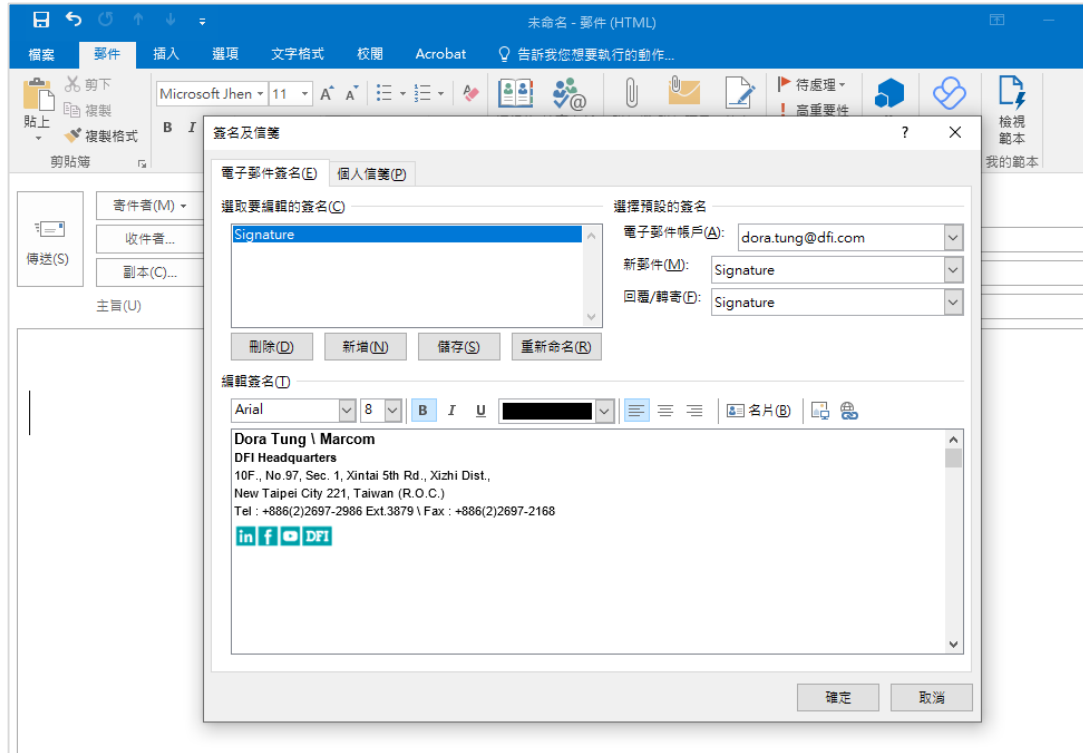 未命名 - 郵件 (HTML)
檔案 郵件 插入 選項 文字格式 校閱 Acrobat 告訴我您想要執行的動作...
貼上
剪下
複製
複製格式
剪貼簿
Microsoft Jhen 11
B I
待處理
高重要性
檢視
範本
我的範本
傳送(S)
寄件者(M)
收件者...
副本(C)...
主旨(U)
簽名及信箋
電子郵件簽名(E) 個人信箋(P)
選取要編輯的簽名(C)
Signature
刪除(D) 新增(N) 儲存(S) 重新命名(R)
選擇預設的簽名
電子郵件帳戶(A): dora.tung@dfi.com
新郵件(M): Signature
回覆/轉寄(F): Signature
編輯簽名(T)
Arial 8 B I U 名片(B)
Dora Tung \ Marcom
DFI Headquarters
10F., No.97, Sec. 1, Xintai 5th Rd., Xizhi Dist.,
New Taipei City 221, Taiwan (R.O.C.)
Tel : +886(2)2697-2986 Ext.3879 \ Fax : +886(2)2697-2168
in f DFI
確定 取消